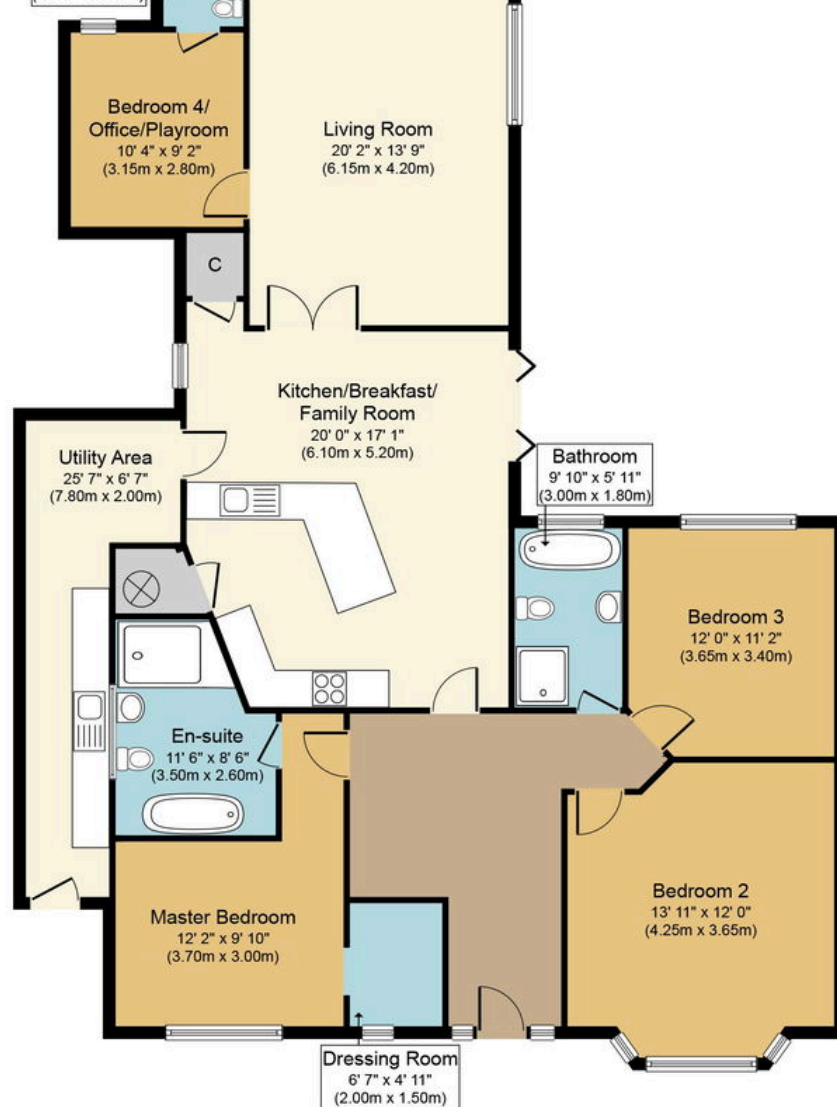 Bedroom 4/
Office/Playroom
10' 4" x 9' 2"
(3.15m x 2.80m)
Living Room
20' 2" x 13' 9"
(6.15m x 4.20m)
C
Kitchen/Breakfast/
Family Room
20' 0" x 17' 1"
(6.10m x 5.20m)
Utility Area
25' 7" x 6' 7"
(7.80m x 2.00m)
Bathroom
9' 10" x 5' 11"
(3.00m x 1.80m)
Bedroom 3
12' 0" x 11' 2"
(3.65m x 3.40m)
En-suite
11' 6" x 8' 6"
(3.50m x 2.60m)
Master Bedroom
12' 2" x 9' 10"
(3.70m x 3.00m)
Bedroom 2
13' 11" x 12' 0"
(4.25m x 3.65m)
Dressing Room
6' 7" x 4' 11"
(2.00m x 1.50m)